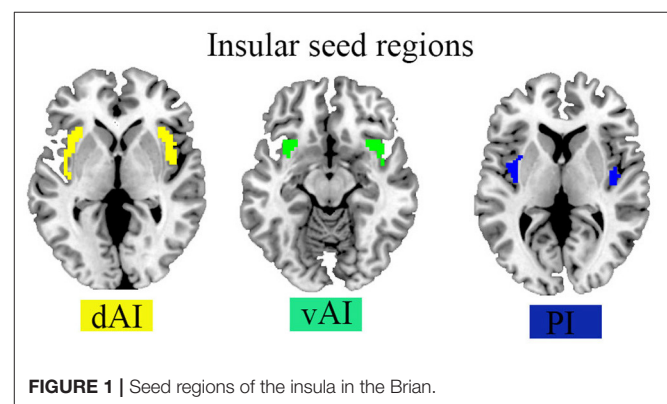 Insular seed regions
dAI
vAI
PI
FIGURE 1 | Seed regions of the insula in the Brian.